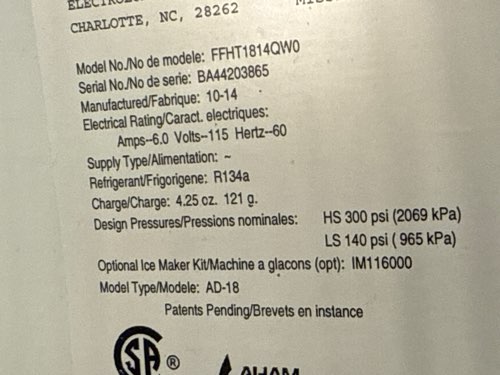 CHARLOTTE, NC, 28262
Model No./No de modele: FFHT1814QW0
Serial No./No de serie: BA44203865
Manufactured/Fabrique: 10-14
Electrical Rating/Caract. electriques:
Amps--6.0 Volts--115 Hertz--60
Supply Type/Alimentation: ~
Refrigerant/Frigorigene: R134a
Charge/Charge: 4.25 oz. 121 g.
Design Pressures/Pressions nominales: HS 300 psi (2069 kPa)
LS 140 psi ( 965 kPa)
Optional Ice Maker Kit/Machine a glacons (opt): IM116000
Model Type/Modele: AD-18
Patents Pending/Brevets en instance
SA ®
AHAM